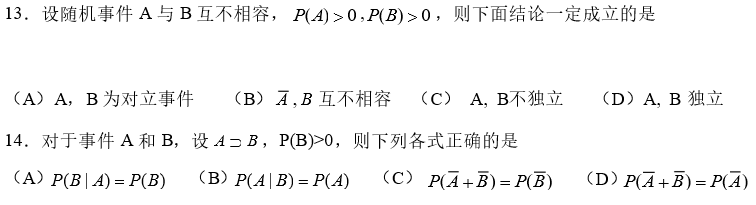 13．设随机事件 A 与 B 互不相容， P(A)>0,P(B)>0，则下面结论一定成立的是
（A）A，B 为对立事件 （B）A̅,B 互不相容 （C） A, B不独立 （D）A, B 独立
14．对于事件 A 和 B，设 A⊃B，P(B)>0，则下列各式正确的是
（A）P(B|A)=P(B) （B）P(A|B)=P(A) （C） P(A̅+B̅)=P(B̅) （D）P(A̅+B̅)=P(A̅)